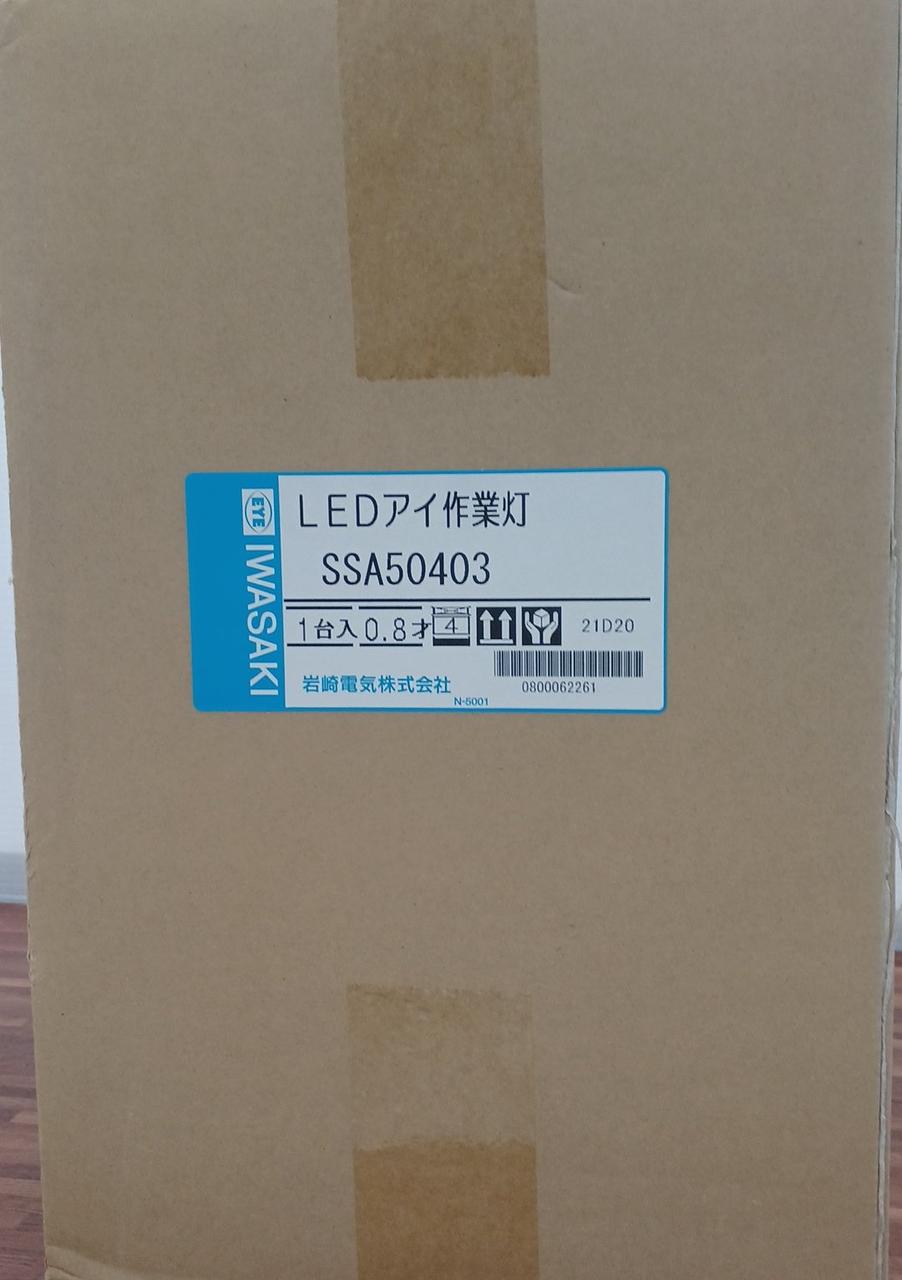 EYE
IWASAKI
LEDアイ作業灯
SSA50403
1台入 0.8才 4 21D20
岩崎電気株式会社 0800062261
N-5001